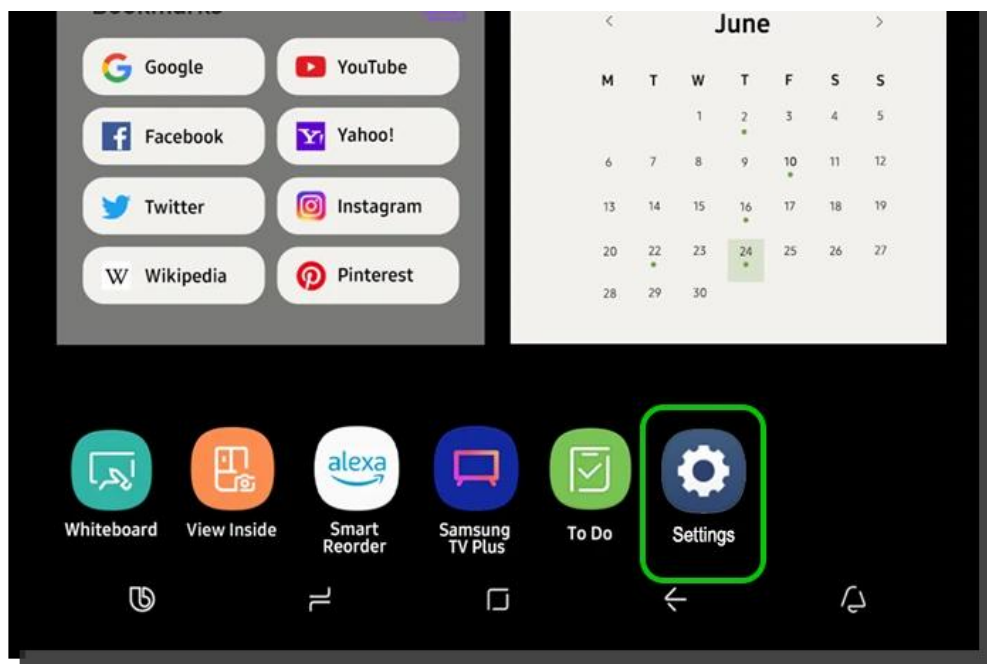 Bookmarks
Google YouTube
Facebook Yahoo!
Twitter Instagram
W Wikipedia Pinterest
< June >
M T W T F S S
1 2 3 4 5
6 7 8 9 10 11 12
13 14 15 16 17 18 19
20 22 23 24 25 26 27
28 29 30
alexa
Whiteboard View Inside Smart Samsung To Do Settings
Reorder TV Plus